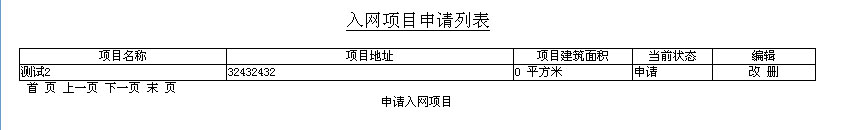 入网项目申请列表
项目名称 项目地址 项目建筑面积 当前状态 编辑
测试2 32432432 0 平方米 申请 改 删
首 页 上一页 下一页 末 页
申请入网项目